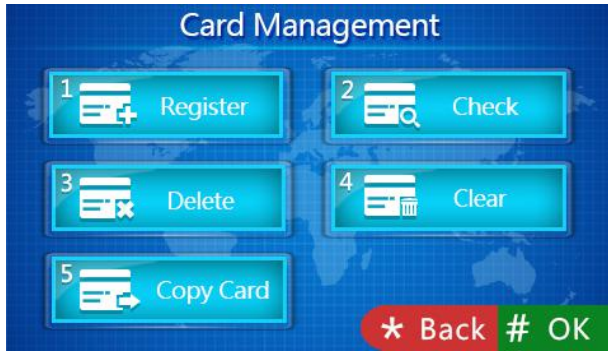 Card Management
1 Register
2 Check
3 Delete
4 Clear
5 Copy Card
* Back # OK